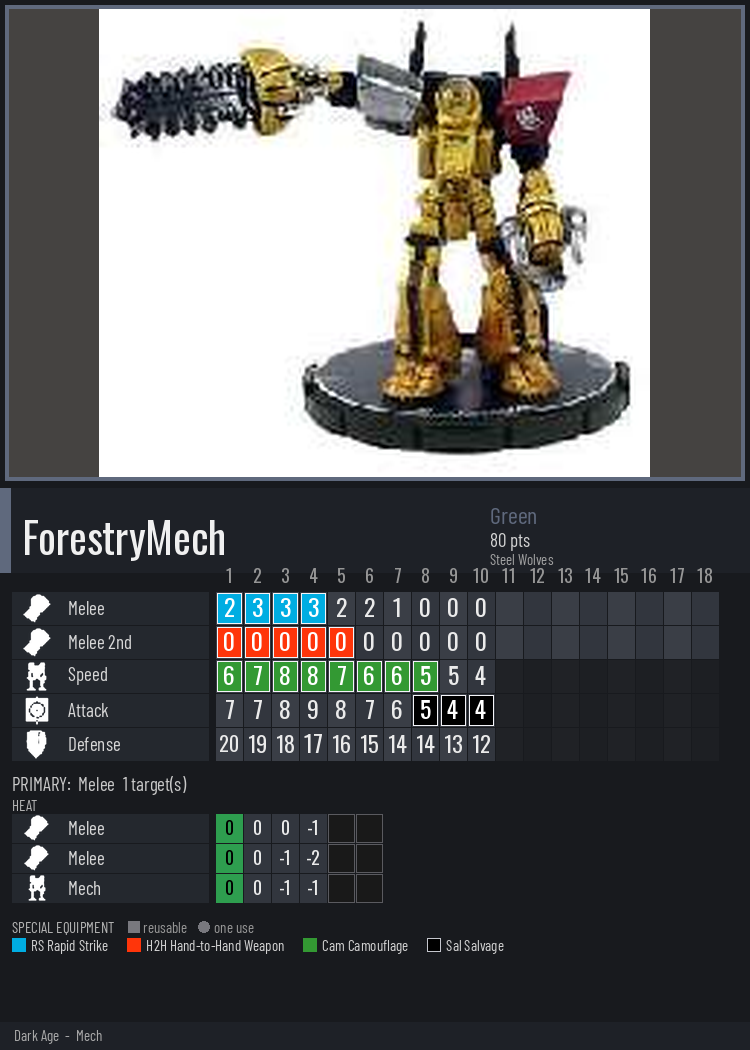 ForestryMech
Green
80 pts
Steel Wolves
1 2 3 4 5 6 7 8 9 10 11 12 13 14 15 16 17 18
Melee 2 3 3 3 2 2 1 0 0 0
Melee 2nd 0 0 0 0 0 0 0 0 0 0
Speed 6 7 8 8 7 6 6 5 5 4
Attack 7 7 8 9 8 7 6 5 4 4
Defense 20 19 18 17 16 15 14 14 13 12
PRIMARY: Melee 1 target(s)
HEAT
Melee 0 0 0 -1
Melee 0 0 -1 -2
Mech 0 0 -1 -1
SPECIAL EQUIPMENT reusable one use
RS Rapid Strike H2H Hand-to-Hand Weapon Cam Camouflage Sal Salvage
Dark Age - Mech